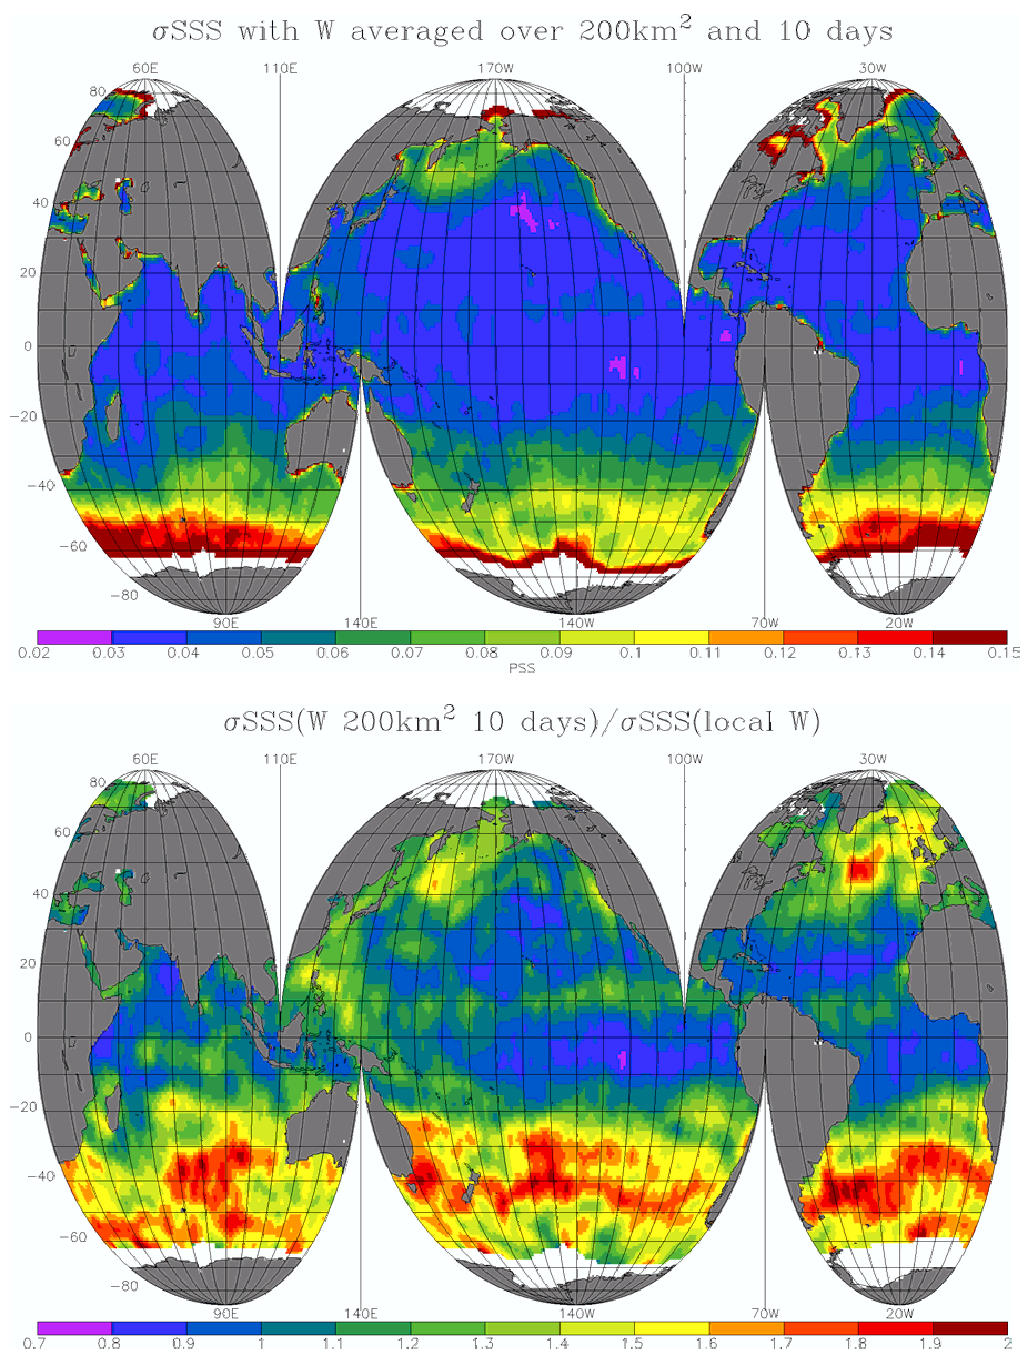 σSSS with W averaged over 200km² and 10 days
60E 110E 170W 100W 30W
80
60
40
20
0
−20
−40
−60
−80
90E 140E 140W 70W 20W
0.02 0.03 0.04 0.05 0.06 0.07 0.08 0.09 0.1 0.11 0.12 0.13 0.14 0.15
PSS
σSSS(W 200km² 10 days)/σSSS(local W)
60E 110E 170W 100W 30W
80
60
40
20
0
−20
−40
−60
−80
90E 140E 140W 70W 20W
0.7 0.8 0.9 1 1.1 1.2 1.3 1.4 1.5 1.6 1.7 1.8 1.9 2